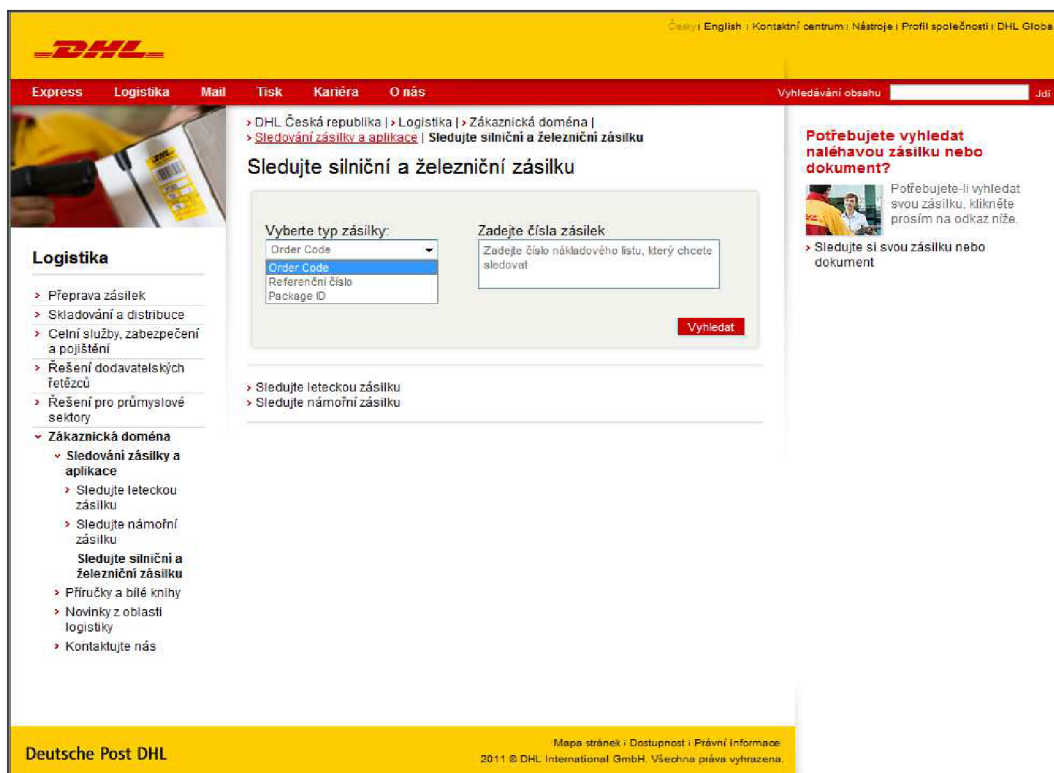 Česky | English | Kontaktní centrum | Nástroje | Profil společnosti | DHL Globa
DHL
Express Logistika Mail Tisk Kariéra O nás
Vyhledávání obsahu Jdi
› DHL Česká republika | › Logistika | › Zákaznická doména |
› Sledování zásilky a aplikace | Sledujte silniční a železniční zásilku
Sledujte silniční a železniční zásilku
Vyberte typ zásilky:
Order Code
Order Code
Referenční číslo
Package ID
Zadejte čísla zásilek
Zadejte číslo nákladového listu, který chcete
sledovat
Vyhledat
› Sledujte leteckou zásilku
› Sledujte námořní zásilku
Potřebujete vyhledat
naléhavou zásilku nebo
dokument?
Potřebujete-li vyhledat
svou zásilku, klikněte
prosím na odkaz níže.
› Sledujte si svou zásilku nebo
dokument
Logistika
Přeprava zásilek
Skladování a distribuce
Celní služby, zabezpečení
a pojištění
Řešení dodavatelských
řetězců
Řešení pro průmyslové
sektory
Zákaznická doména
Sledování zásilky a
aplikace
Sledujte leteckou
zásilku
Sledujte námořní
zásilku
Sledujte silniční a
železniční zásilku
Příručky a bílé knihy
Novinky z oblasti
logistiky
Kontaktujte nás
Deutsche Post DHL
Mapa stránek | Dostupnost | Právní informace
2011 © DHL International GmbH. Všechna práva vyhrazena.